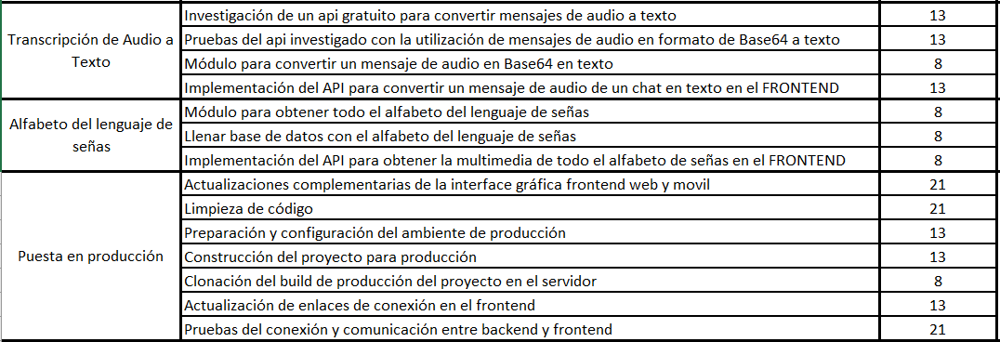 Transcripción de Audio a
Texto
Investigación de un api gratuito para convertir mensajes de audio a texto 13
Pruebas del api investigado con la utilización de mensajes de audio en formato de Base64 a texto 13
Módulo para convertir un mensaje de audio en Base64 en texto 8
Implementación del API para convertir un mensaje de audio de un chat en texto en el FRONTEND 13
Alfabeto del lenguaje de
señas
Módulo para obtener todo el alfabeto del lenguaje de señas 8
Llenar base de datos con el alfabeto del lenguaje de señas 8
Implementación del API para obtener la multimedia de todo el alfabeto de señas en el FRONTEND 8
Puesta en producción
Actualizaciones complementarias de la interface gráfica frontend web y movil 21
Limpieza de código 21
Preparación y configuración del ambiente de producción 13
Construcción del proyecto para producción 13
Clonación del build de producción del proyecto en el servidor 8
Actualización de enlaces de conexión en el frontend 13
Pruebas del conexión y comunicación entre backend y frontend 21